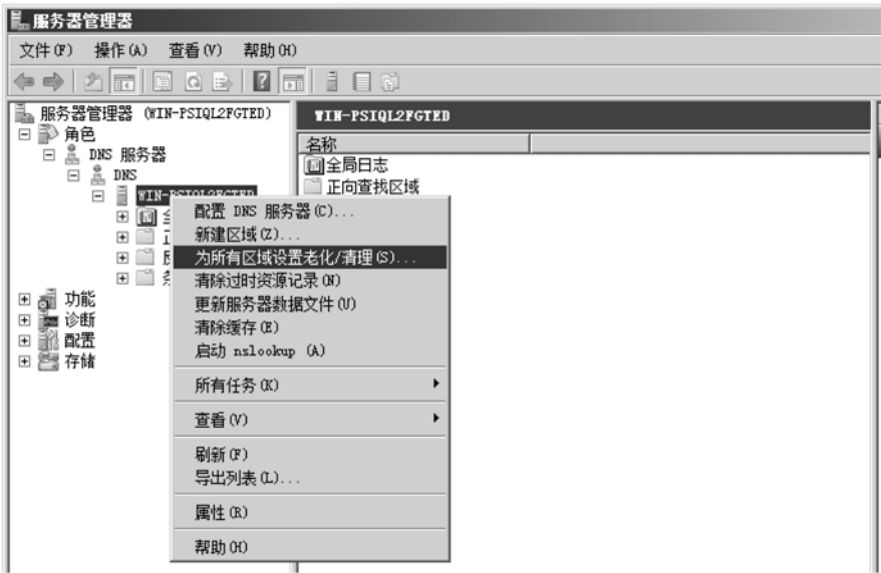 服务器管理器
文件(F) 操作(A) 查看(V) 帮助(H)
服务器管理器 (WIN-PSIQL2FGTED)
角色
DNS 服务器
DNS
WIN-PSIQL2FGTED
功能
诊断
配置
存储
WIN-PSIQL2FGTED
名称
全局日志
正向查找区域
配置 DNS 服务器(C)...
新建区域(Z)...
为所有区域设置老化/清理(S)...
清除过时资源记录(N)
更新服务器数据文件(U)
清除缓存(E)
启动 nslookup (A)
所有任务(K)
查看(V)
刷新(F)
导出列表(L)...
属性(R)
帮助(H)